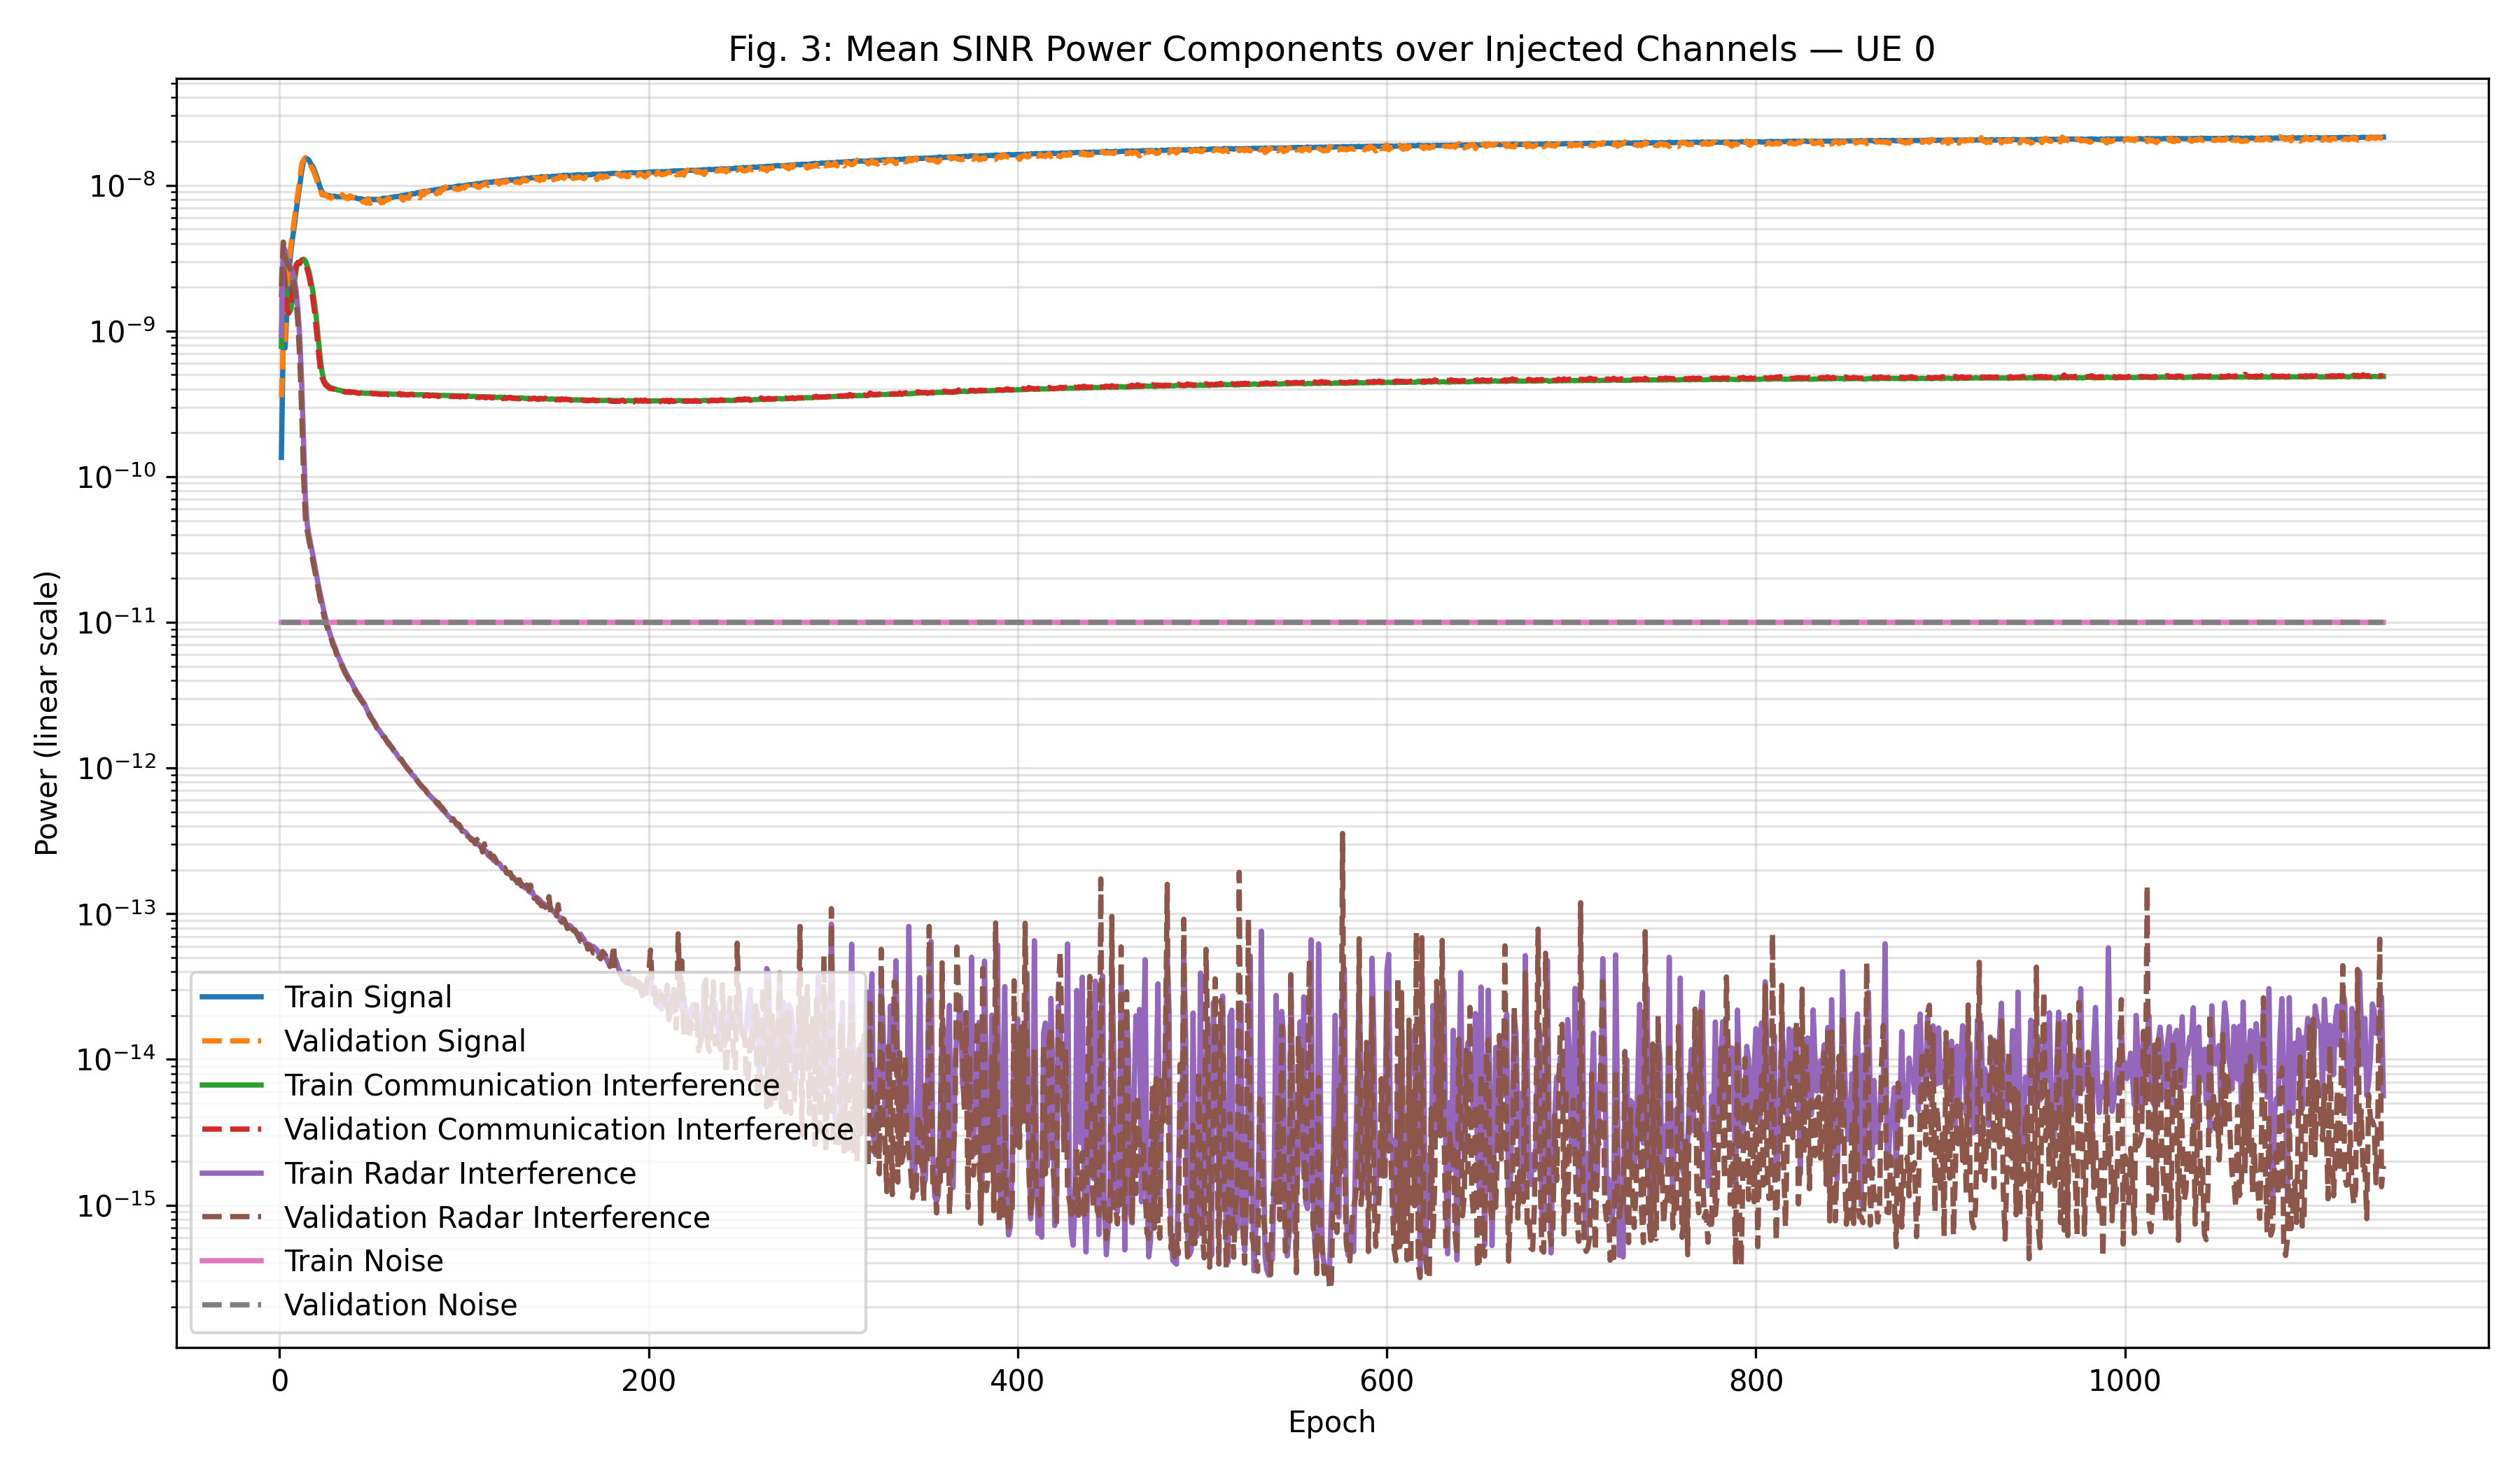 Fig. 3: Mean SINR Power Components over Injected Channels — UE 0
Power (linear scale)
10⁻⁸
10⁻⁹
10⁻¹⁰
10⁻¹¹
10⁻¹²
10⁻¹³
10⁻¹⁴
10⁻¹⁵
Train Signal
Validation Signal
Train Communication Interference
Validation Communication Interference
Train Radar Interference
Validation Radar Interference
Train Noise
Validation Noise
0 200 400 600 800 1000
Epoch